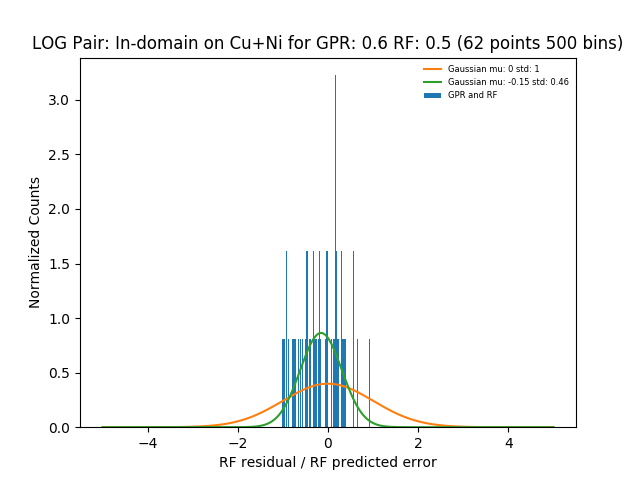 LOG Pair: In-domain on Cu+Ni for GPR: 0.6 RF: 0.5 (62 points 500 bins)
Gaussian mu: 0 std: 1
Gaussian mu: -0.15 std: 0.46
GPR and RF
Normalized Counts
3.0
2.5
2.0
1.5
1.0
0.5
0.0
−4 −2 0 2 4
RF residual / RF predicted error